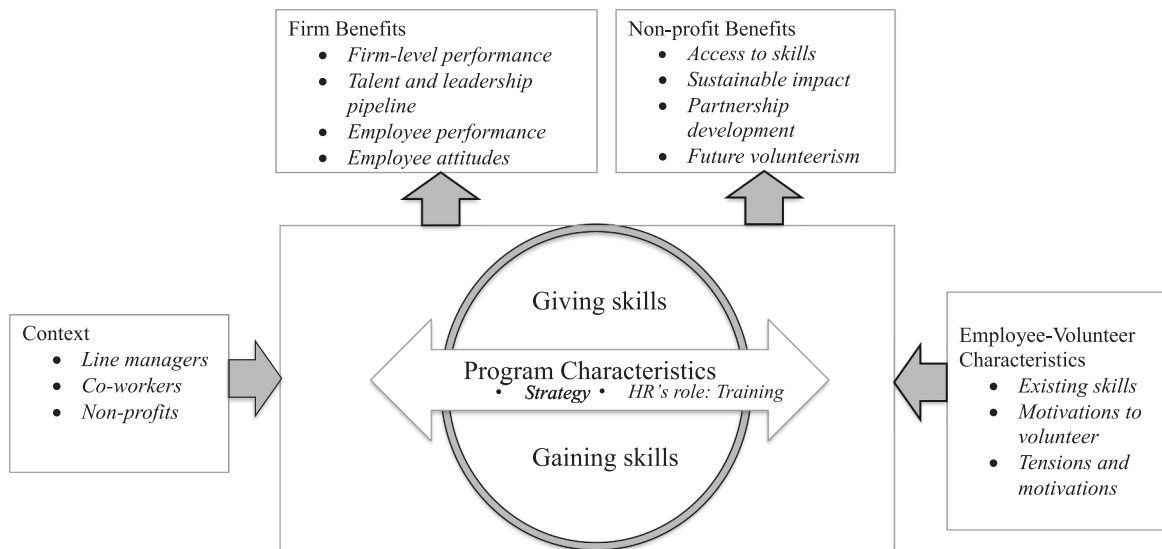 Firm Benefits
• Firm-level performance
• Talent and leadership
pipeline
• Employee performance
• Employee attitudes
Non-profit Benefits
• Access to skills
• Sustainable impact
• Partnership
development
• Future volunteerism
Context
• Line managers
• Co-workers
• Non-profits
Giving skills
Program Characteristics
• Strategy • HR's role: Training
Gaining skills
Employee-Volunteer
Characteristics
• Existing skills
• Motivations to
volunteer
• Tensions and
motivations